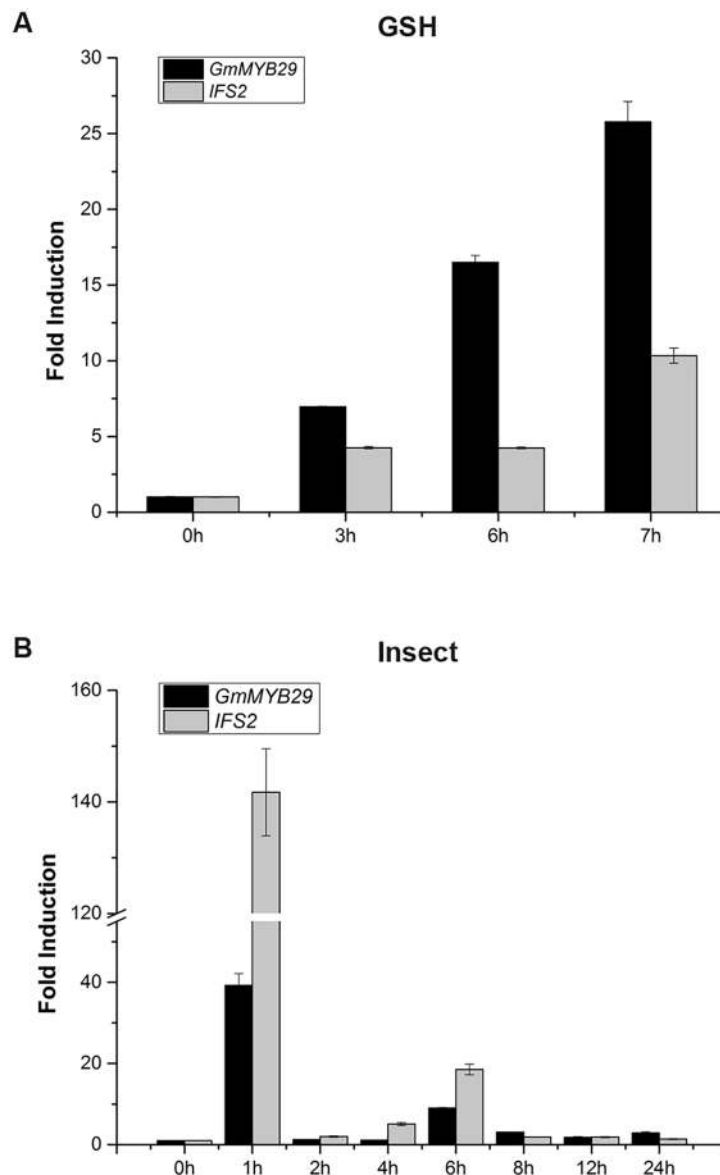 A
GSH
GmMYB29
IFS2
30
25
20
15
10
5
0
Fold Induction
0h 3h 6h 7h
B
Insect
GmMYB29
IFS2
160
140
120
40
20
0
Fold Induction
0h 1h 2h 4h 6h 8h 12h 24h